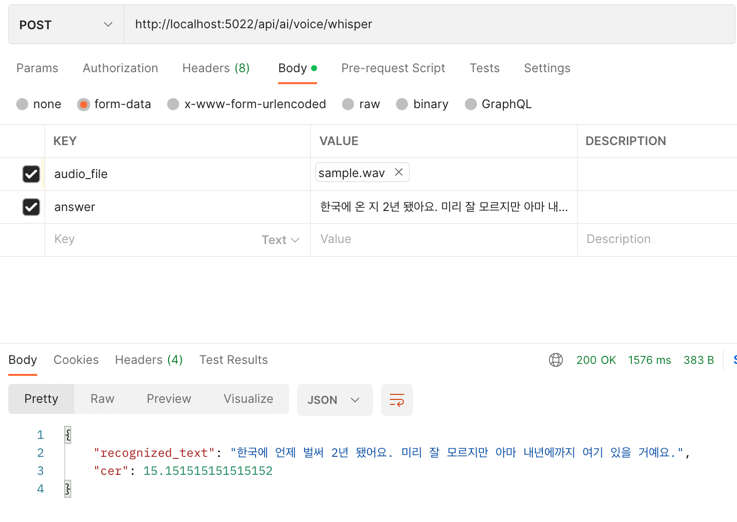 POST http://localhost:5022/api/ai/voice/whisper
Params Authorization Headers (8) Body Pre-request Script Tests Settings
none form-data x-www-form-urlencoded raw binary GraphQL
KEY VALUE DESCRIPTION
audio_file sample.wav
answer 한국에 온 지 2년 됐아요. 미리 잘 모르지만 아마 내...
Key Text Value Description
Body Cookies Headers (4) Test Results 200 OK 1576 ms 383 B
Pretty Raw Preview Visualize JSON
1 {
2 "recognized_text": "한국에 언제 벌써 2년 됐어요. 미리 잘 모르지만 아마 내년에까지 여기 있을 거예요.",
3 "cer": 15.151515151515152
4 }